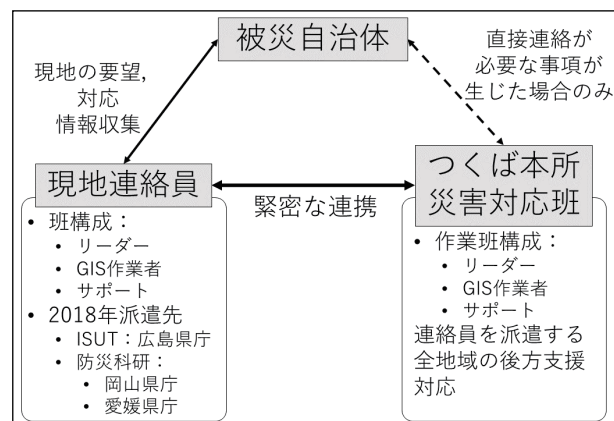 被災自治体
直接連絡が
必要な事項が
生じた場合のみ
現地の要望,
対応
情報収集
現地連絡員
緊密な連携
つくば本所
災害対応班
• 班構成：
• リーダー
• GIS作業者
• サポート
• 2018年派遣先
• ISUT：広島県庁
• 防災科研：
• 岡山県庁
• 愛媛県庁
• 作業班構成：
• リーダー
• GIS作業者
• サポート
連絡員を派遣する
全地域の後方支援
対応